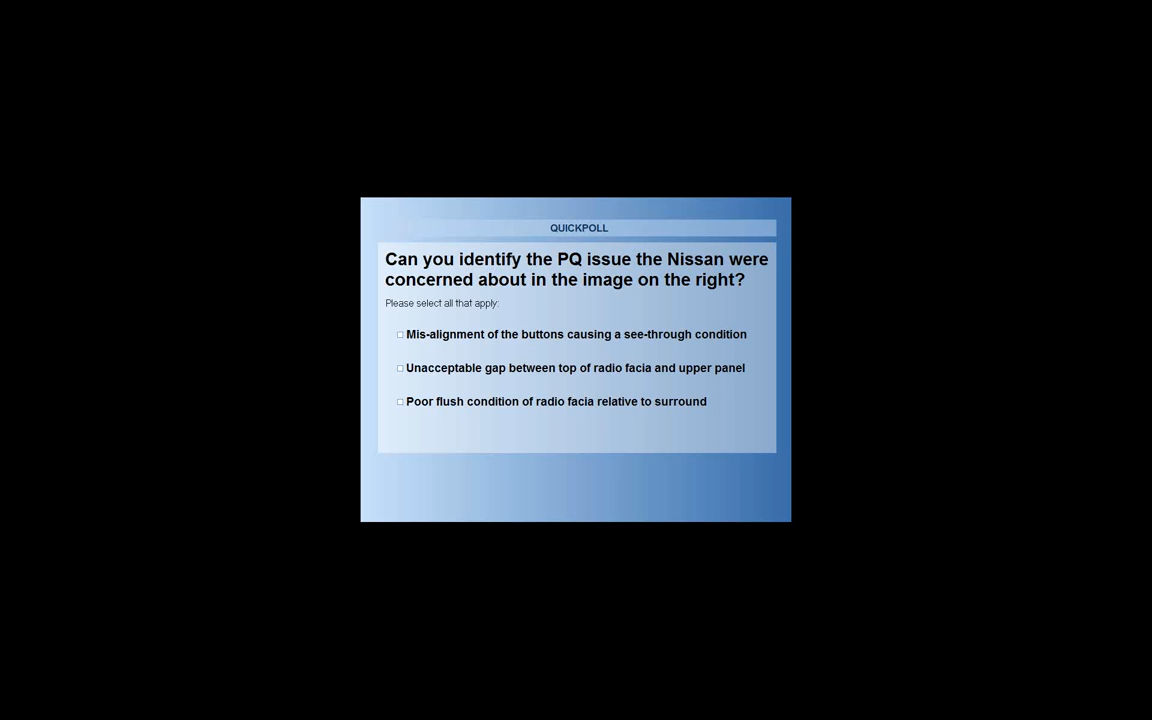 QUICKPOLL
Can you identify the PQ issue the Nissan were
concerned about in the image on the right?
Please select all that apply:
Mis-alignment of the buttons causing a see-through condition
Unacceptable gap between top of radio facia and upper panel
Poor flush condition of radio facia relative to surround